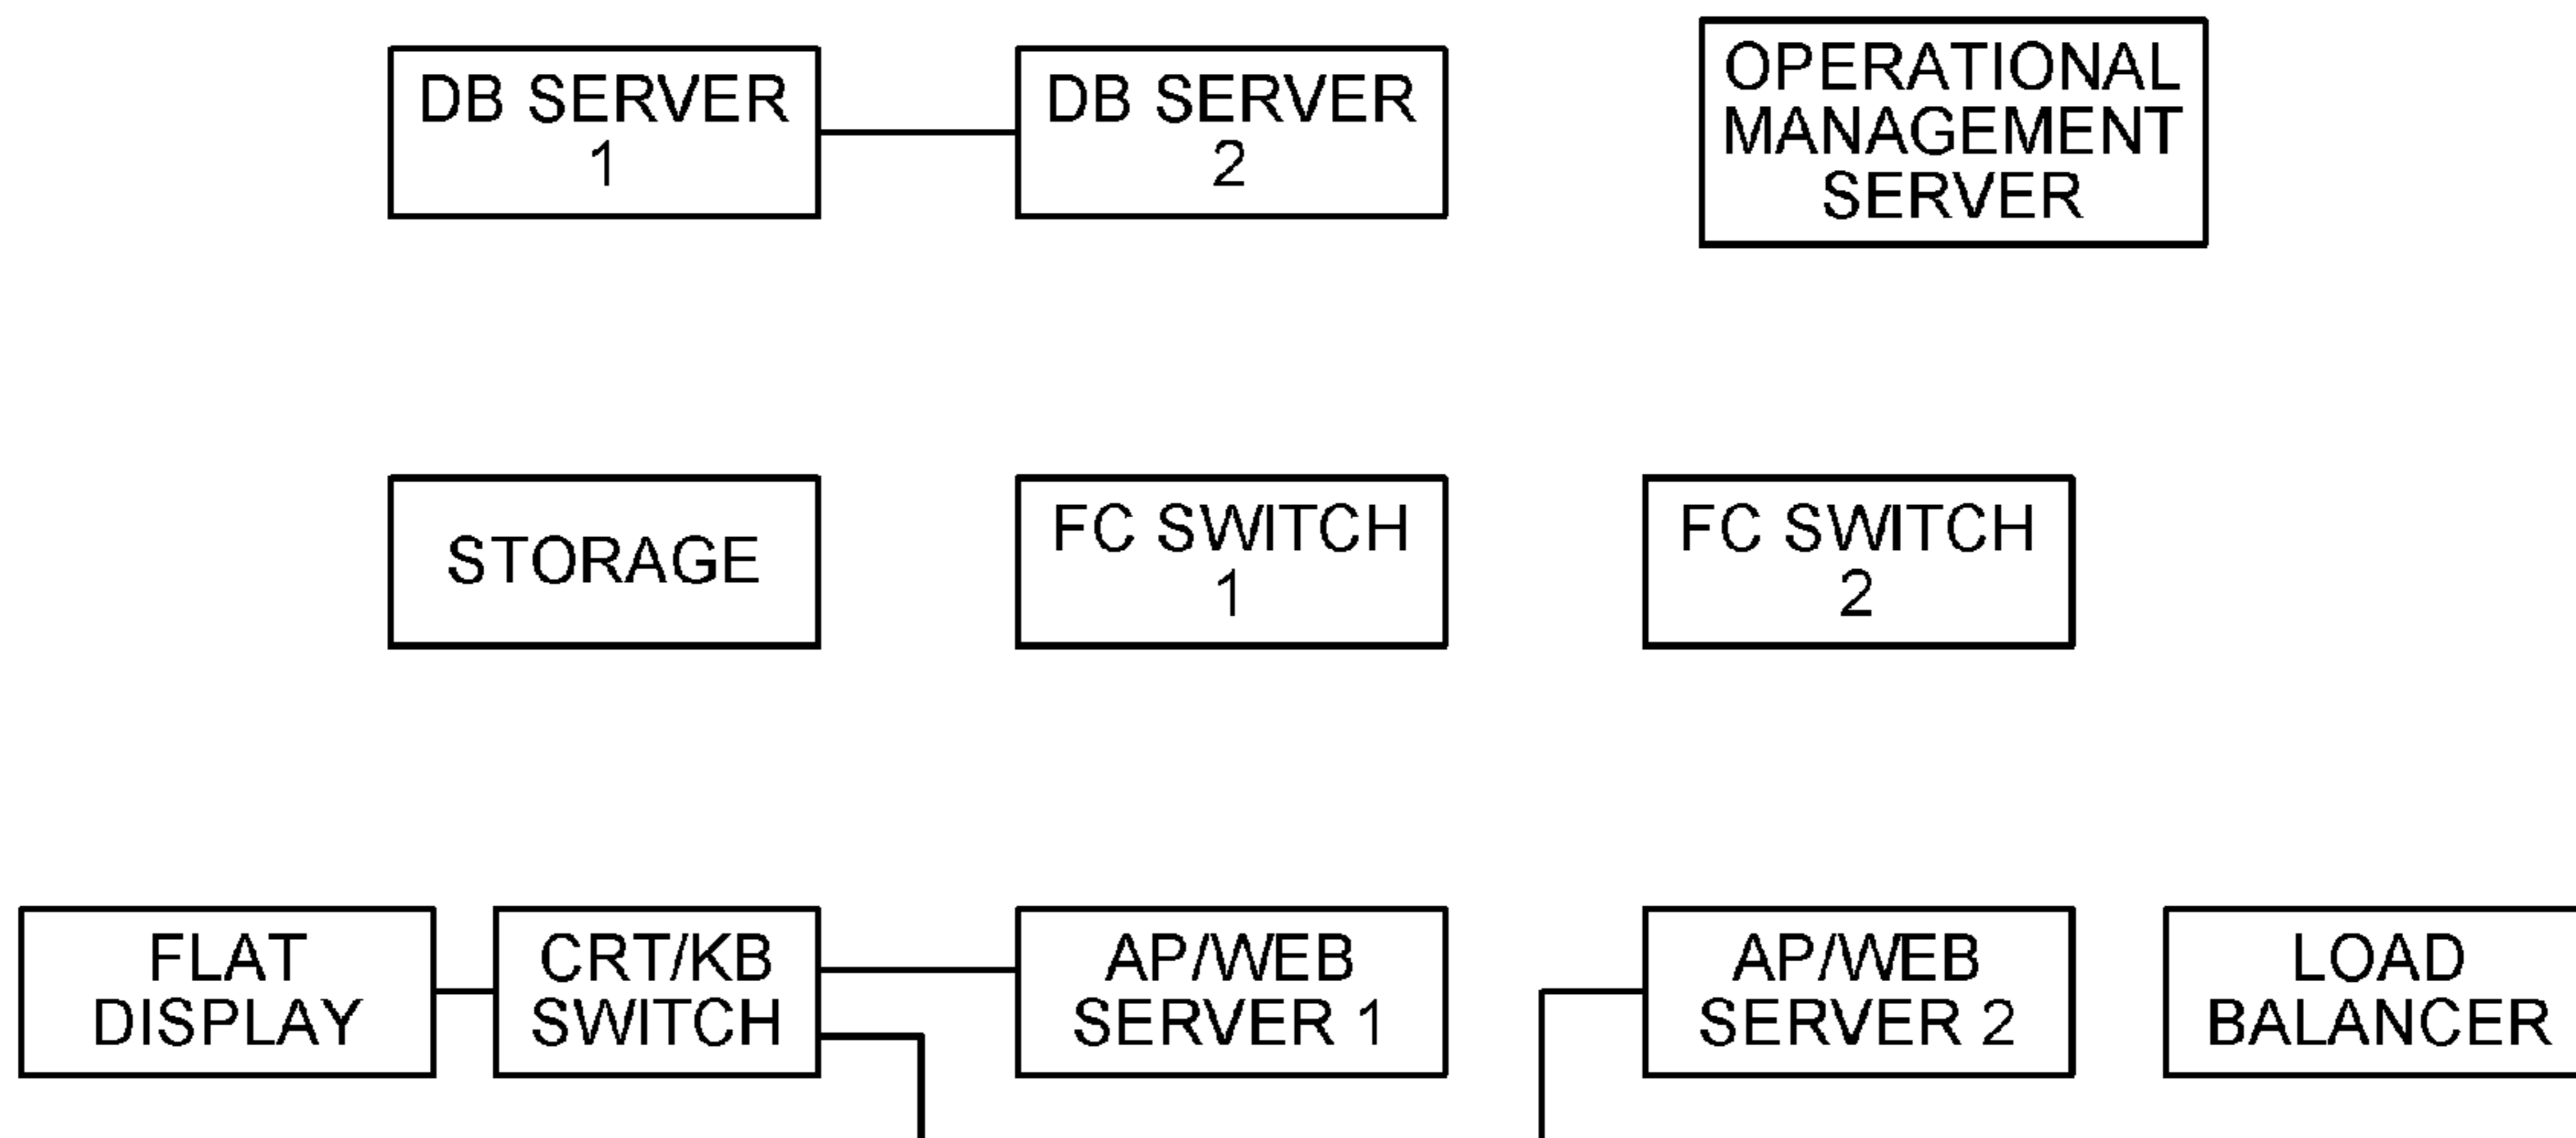 DB SERVER
1
DB SERVER
2
OPERATIONAL
MANAGEMENT
SERVER
STORAGE
FC SWITCH
1
FC SWITCH
2
FLAT
DISPLAY
CRT/KB
SWITCH
AP/WEB
SERVER 1
AP/WEB
SERVER 2
LOAD
BALANCER